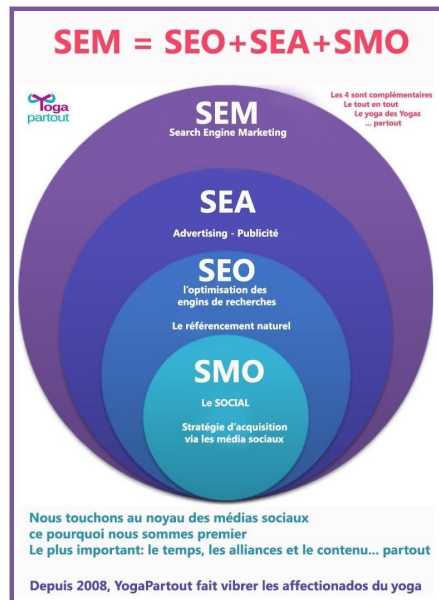 SEM = SEO+SEA+SMO
Yoga
partout
Les 4 sont complémentaires
Le tout en tout
Le yoga des Yogas
... partout
SEM
Search Engine Marketing
SEA
Advertising - Publicité
SEO
l'optimisation des
engins de recherches
Le référencement naturel
SMO
Le SOCIAL
Stratégie d'acquisition
via les média sociaux
Nous touchons au noyau des médias sociaux
ce pourquoi nous sommes premier
Le plus important: le temps, les alliances et le contenu... partout
Depuis 2008, YogaPartout fait vibrer les affectionados du yoga